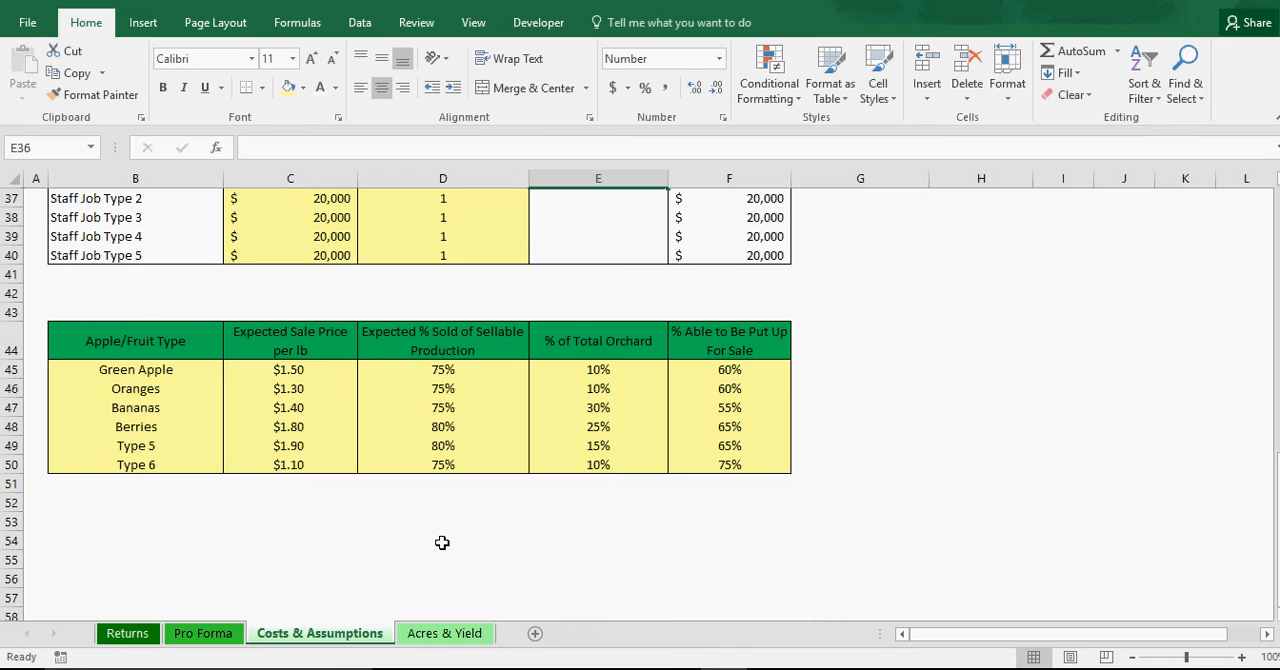 File Home Insert Page Layout Formulas Data Review View Developer Tell me what you want to do Share
Paste Cut Copy Format Painter Clipboard
Calibri 11 A A B I U A Font
Wrap Text Merge & Center Alignment
Number $ % , Number
Conditional Formatting Format as Table Cell Styles Styles
Insert Delete Format Cells
AutoSum Fill Clear Sort & Filter Find & Select Editing
E36 fx
A B C D E F G H I J K L
37 Staff Job Type 2 $ 20,000 1 $ 20,000
38 Staff Job Type 3 $ 20,000 1 $ 20,000
39 Staff Job Type 4 $ 20,000 1 $ 20,000
40 Staff Job Type 5 $ 20,000 1 $ 20,000
41
42
43
44 Apple/Fruit Type Expected Sale Price per lb Expected % Sold of Sellable Production % of Total Orchard % Able to Be Put Up For Sale
45 Green Apple $1.50 75% 10% 60%
46 Oranges $1.30 75% 10% 60%
47 Bananas $1.40 75% 30% 55%
48 Berries $1.80 80% 25% 65%
49 Type 5 $1.90 80% 15% 65%
50 Type 6 $1.10 75% 10% 75%
51
52
53
54
55
56
57
58
Returns Pro Forma Costs & Assumptions Acres & Yield
Ready 100%